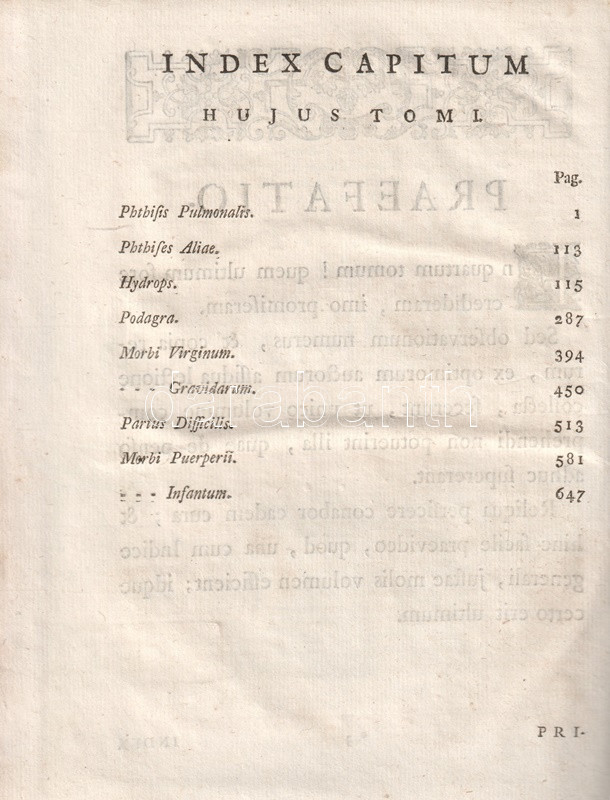 INDEX CAPITUM
HUJUS TOMI.
Pag.
Phthiſis Pulmonalis. 1
Phthiſes Aliae. 113
Hydrops. 115
Podagra. 287
Morbi Virginum. 394
- - - Gravidarum. 450
Partus Difficilis. 513
Morbi Puerperii. 581
- - - Infantum. 647
PRI-
darabanth